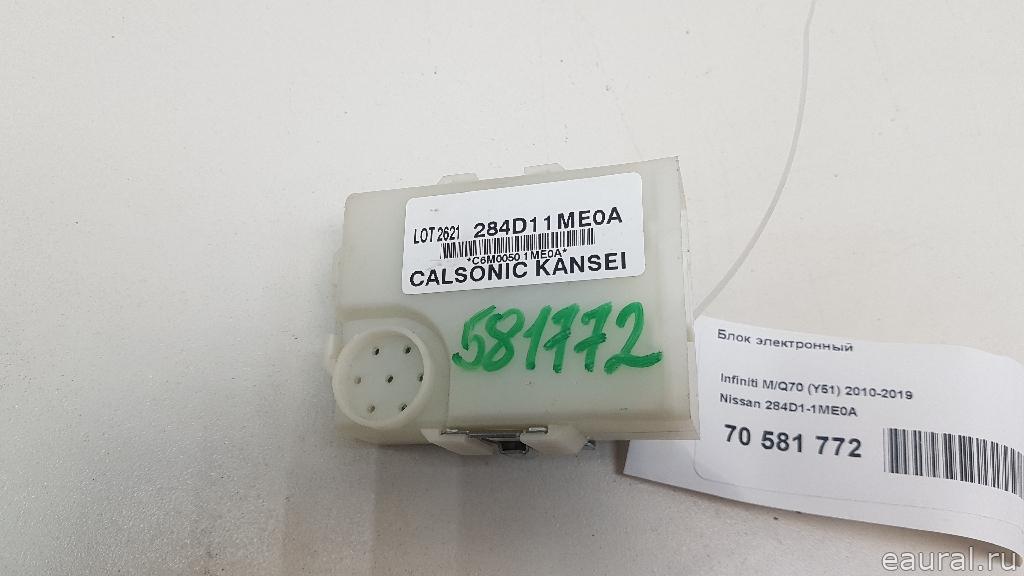 LOT 2621 284D11ME0A
*C6M0050 1ME0A*
CALSONIC KANSEI
581772
Блок электронный
Infiniti M/Q70 (Y51) 2010-2019
Nissan 284D1-1ME0A
70 581 772
eaural.ru